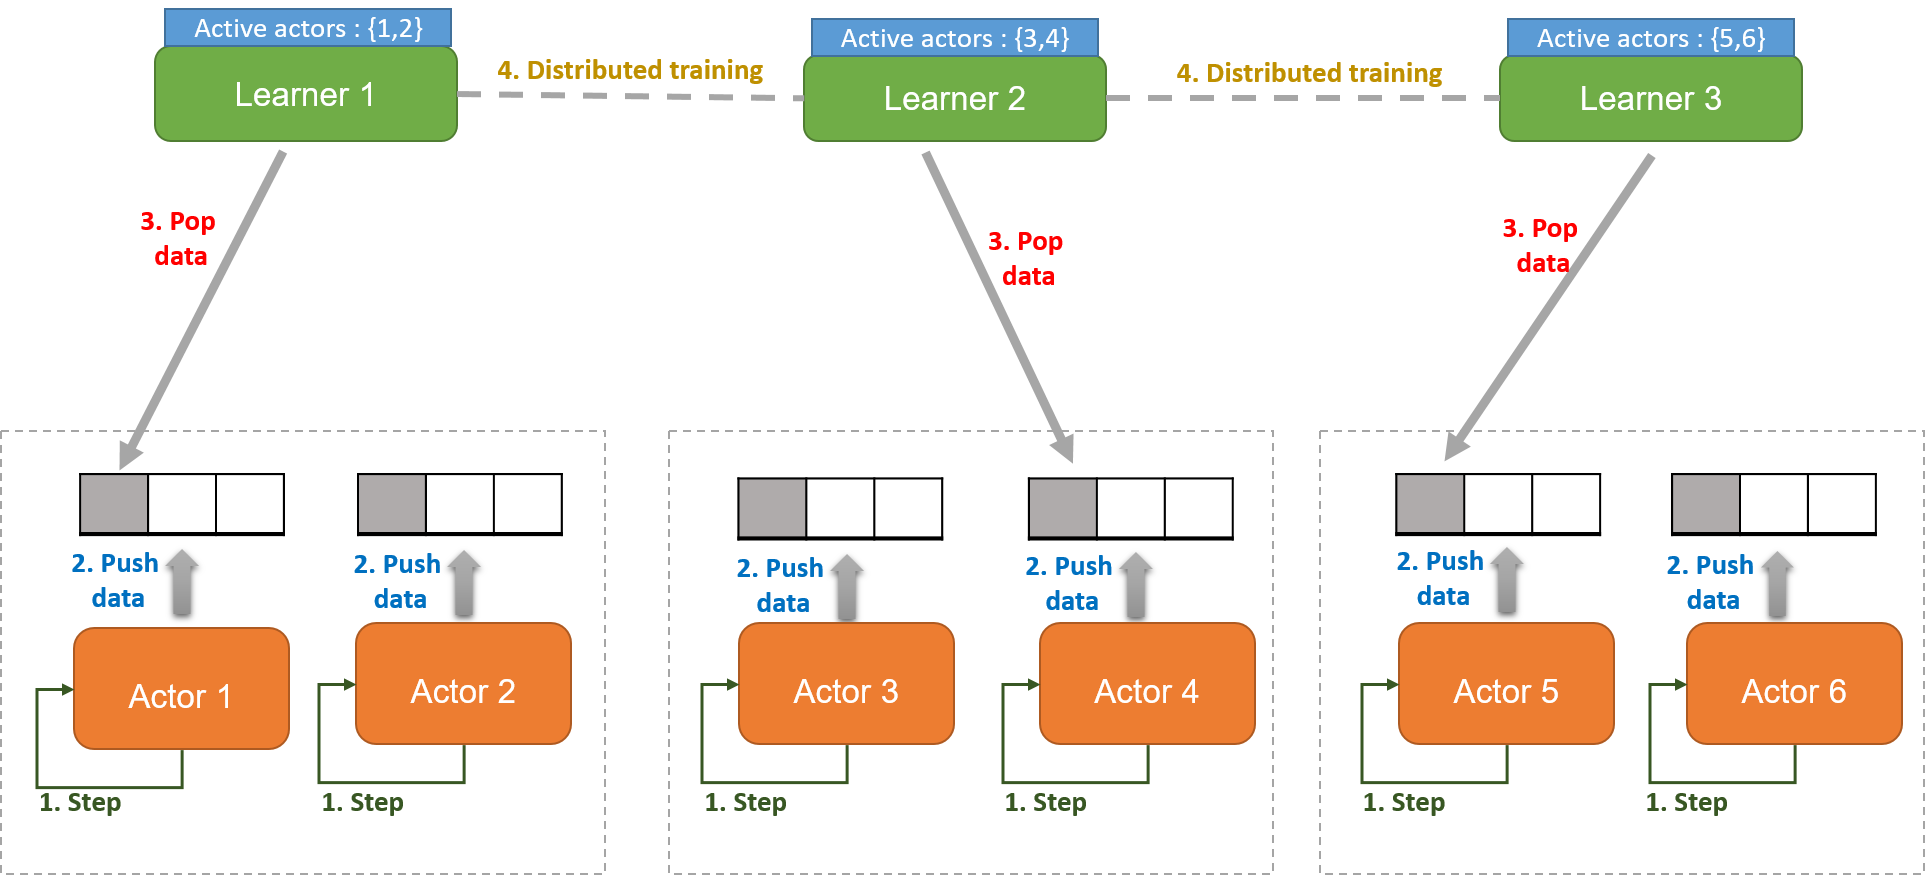 Active actors : {1,2}
Active actors : {3,4}
Active actors : {5,6}
Learner 1
4. Distributed training
Learner 2
4. Distributed training
Learner 3
3. Pop
data
3. Pop
data
3. Pop
data
2. Push
data
2. Push
data
2. Push
data
2. Push
data
2. Push
data
2. Push
data
Actor 1
Actor 2
Actor 3
Actor 4
Actor 5
Actor 6
1. Step
1. Step
1. Step
1. Step
1. Step
1. Step